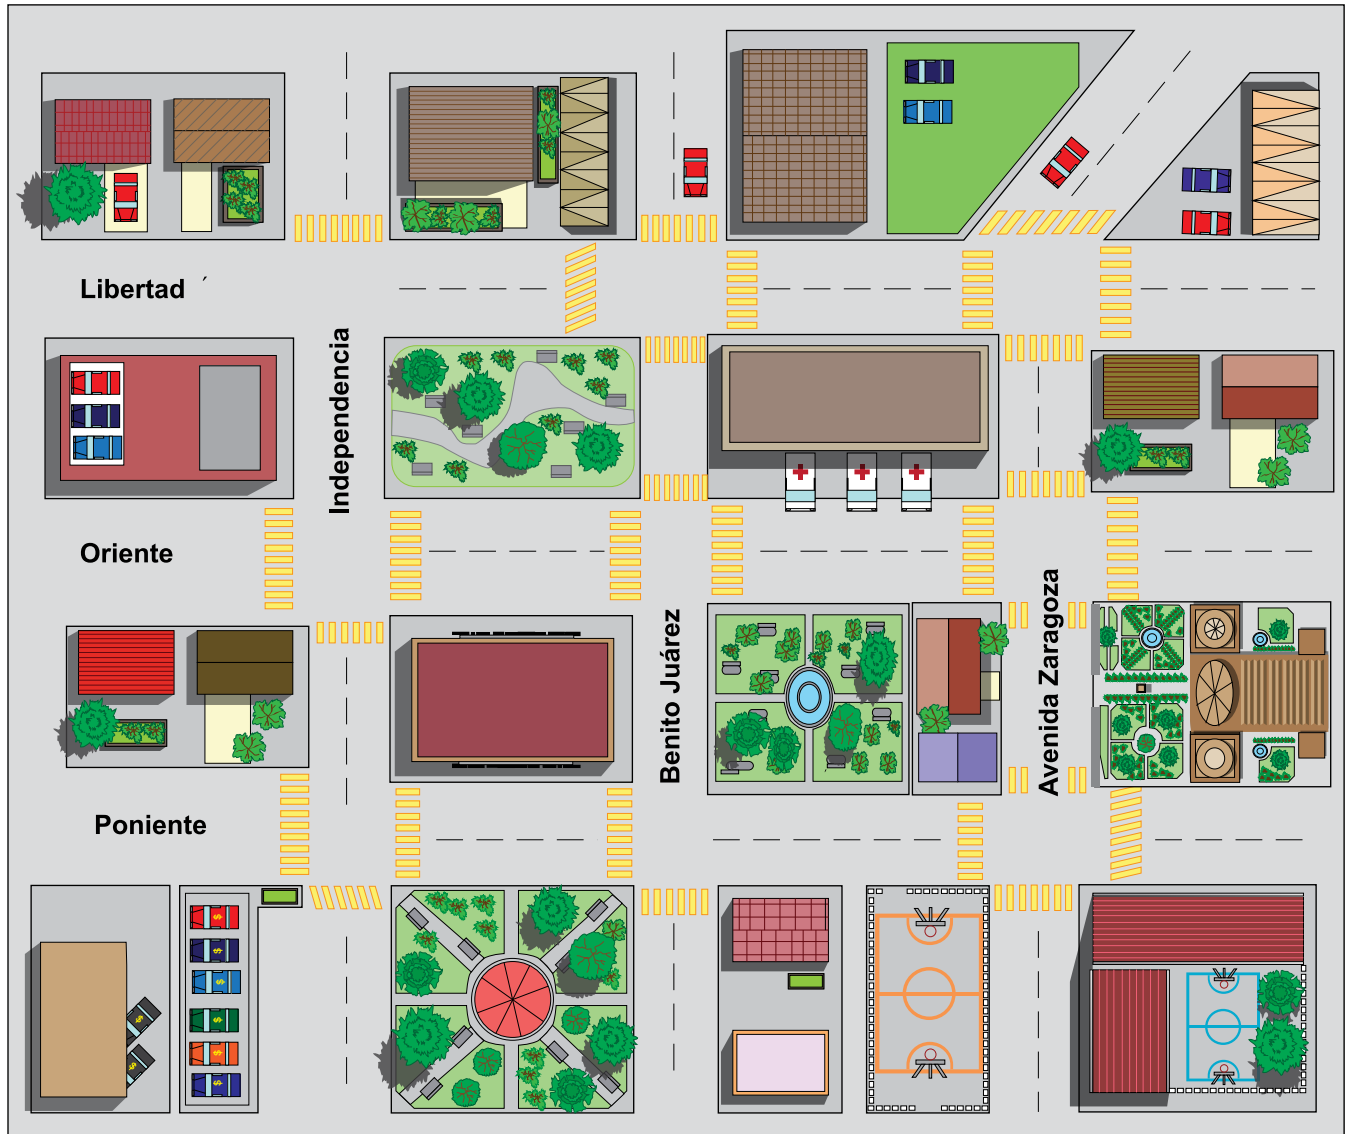 Libertad ´
Independencia
Oriente
Benito Juárez
Avenida Zaragoza
Poniente
$
$
$
$
$
$
$
$